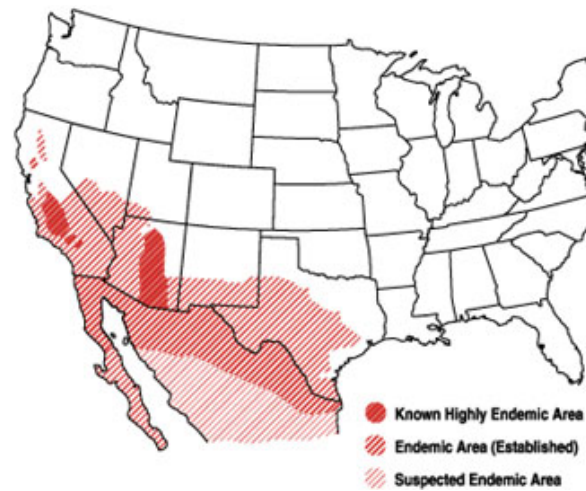 Known Highly Endemic Area
Endemic Area (Established)
Suspected Endemic Area